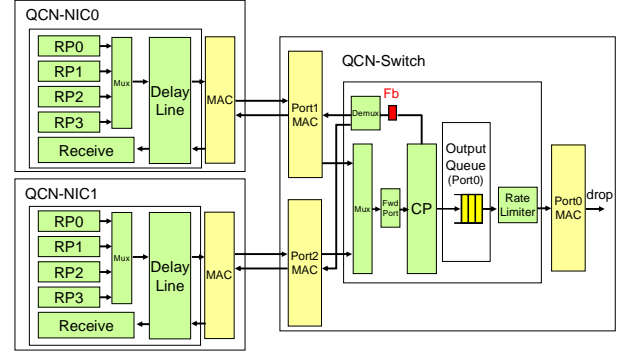 QCN-NIC0
RP0
RP1
RP2
RP3
Mux
Delay
Line
MAC
Receive
QCN-NIC1
RP0
RP1
RP2
RP3
Mux
Delay
Line
MAC
Receive
Port1
MAC
Port2
MAC
QCN-Switch
Demux
Fb
Mux
Fwd
Port
CP
Output
Queue
(Port0)
Rate
Limiter
Port0
MAC
drop